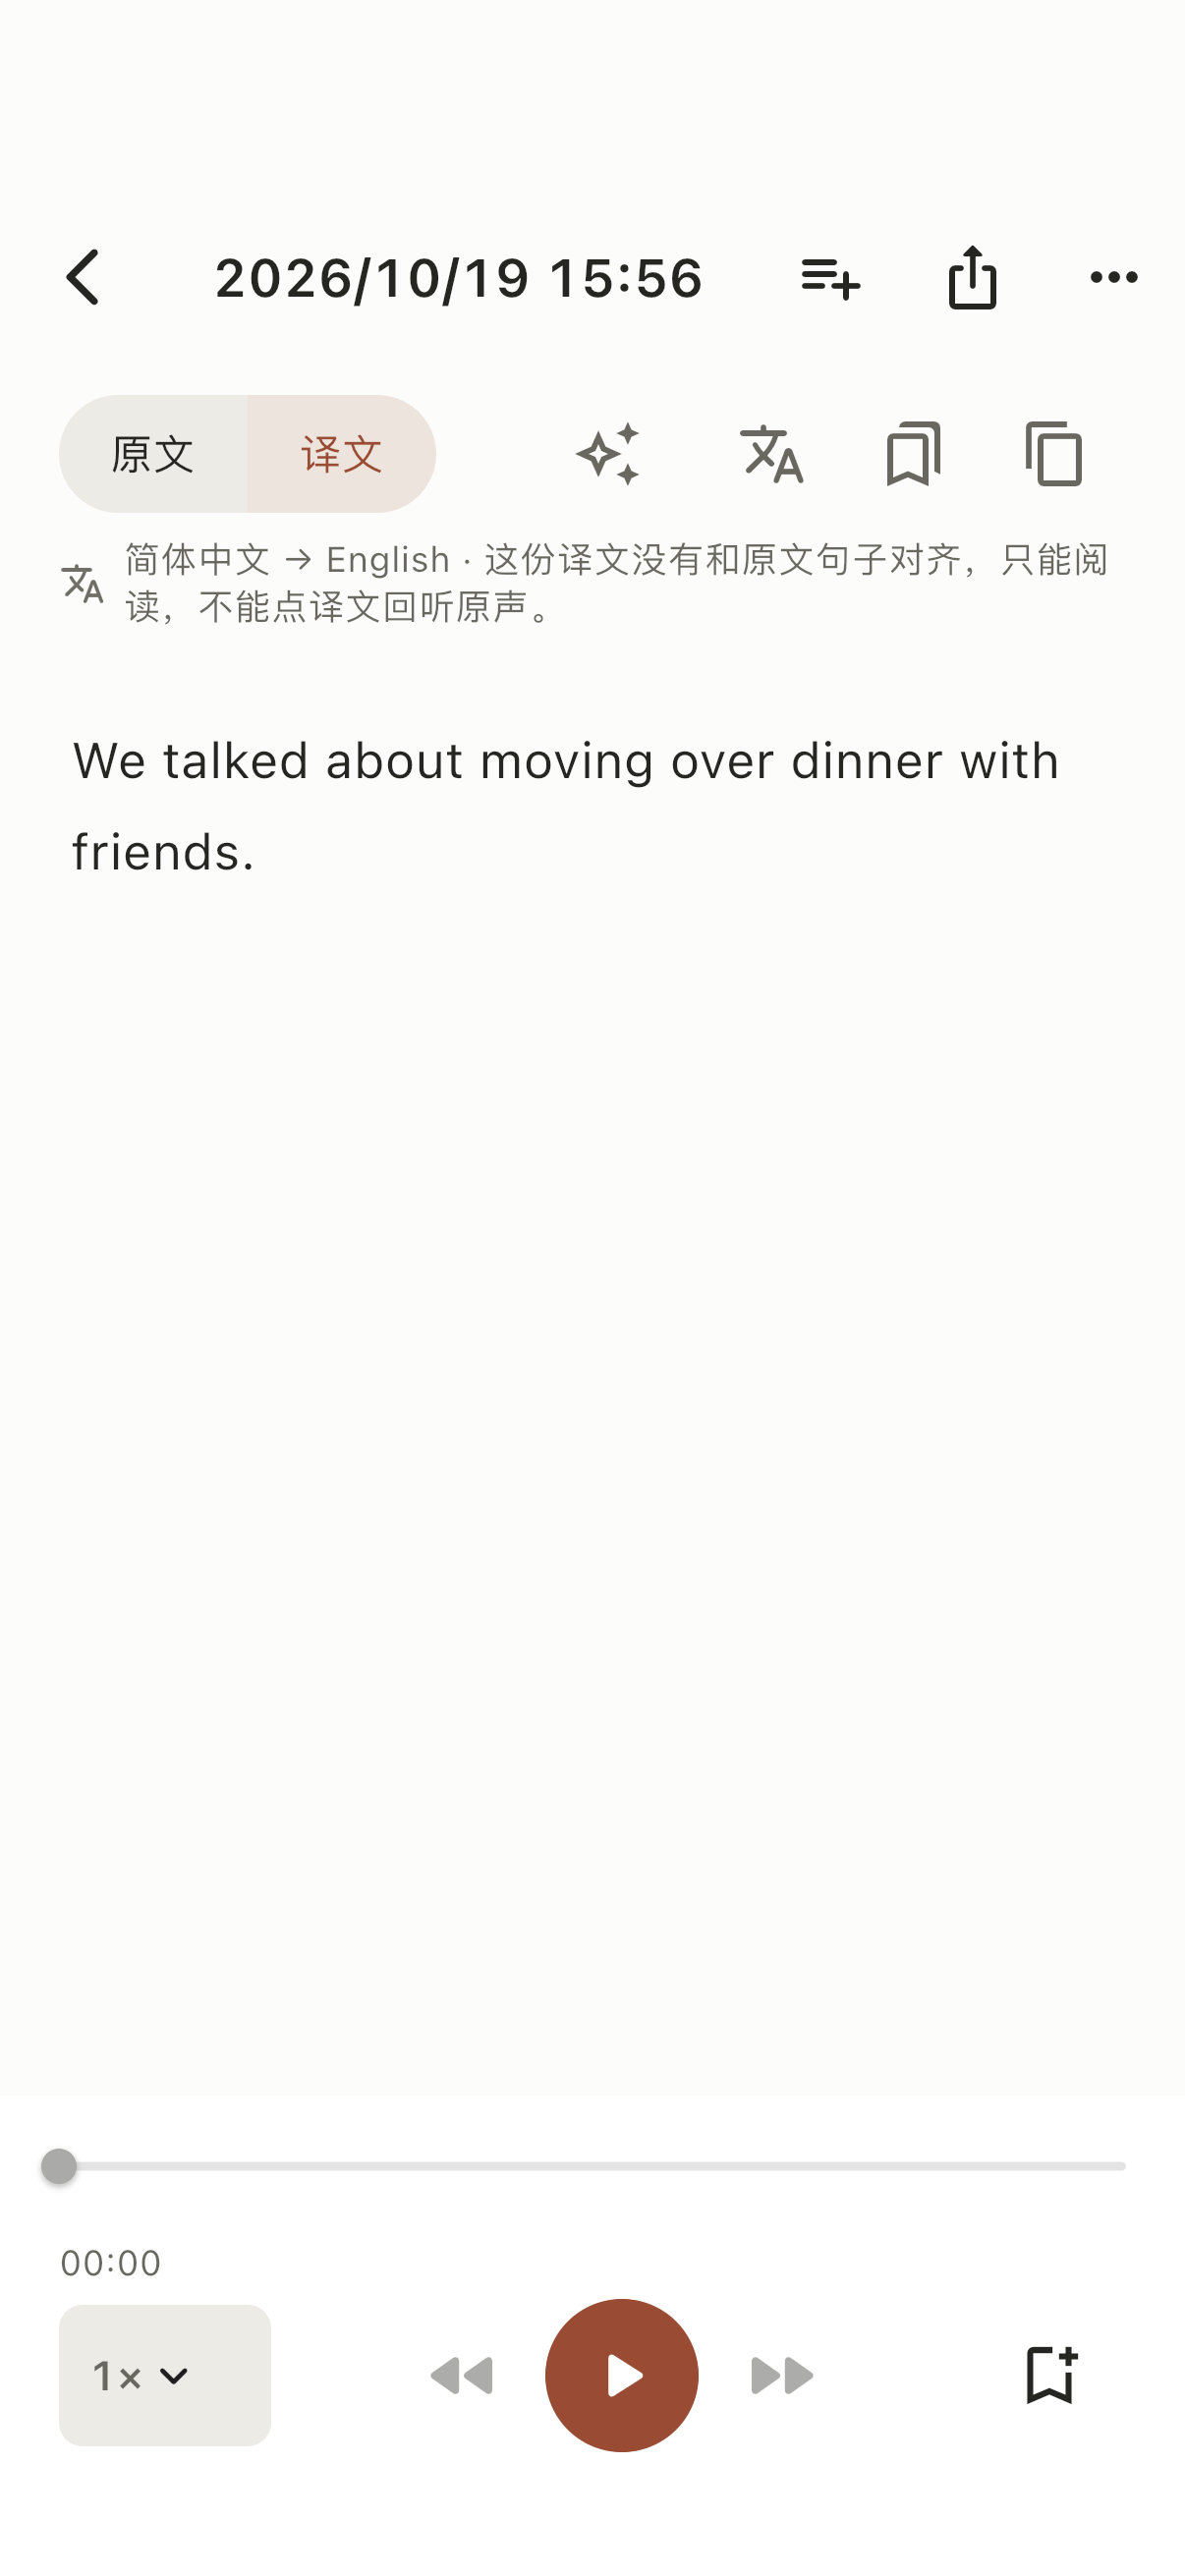 2026/10/19 15:56
原文 译文
简体中文 → English · 这份译文没有和原文句子对齐，只能阅
读，不能点译文回听原声。
We talked about moving over dinner with
friends.
00:00
1×